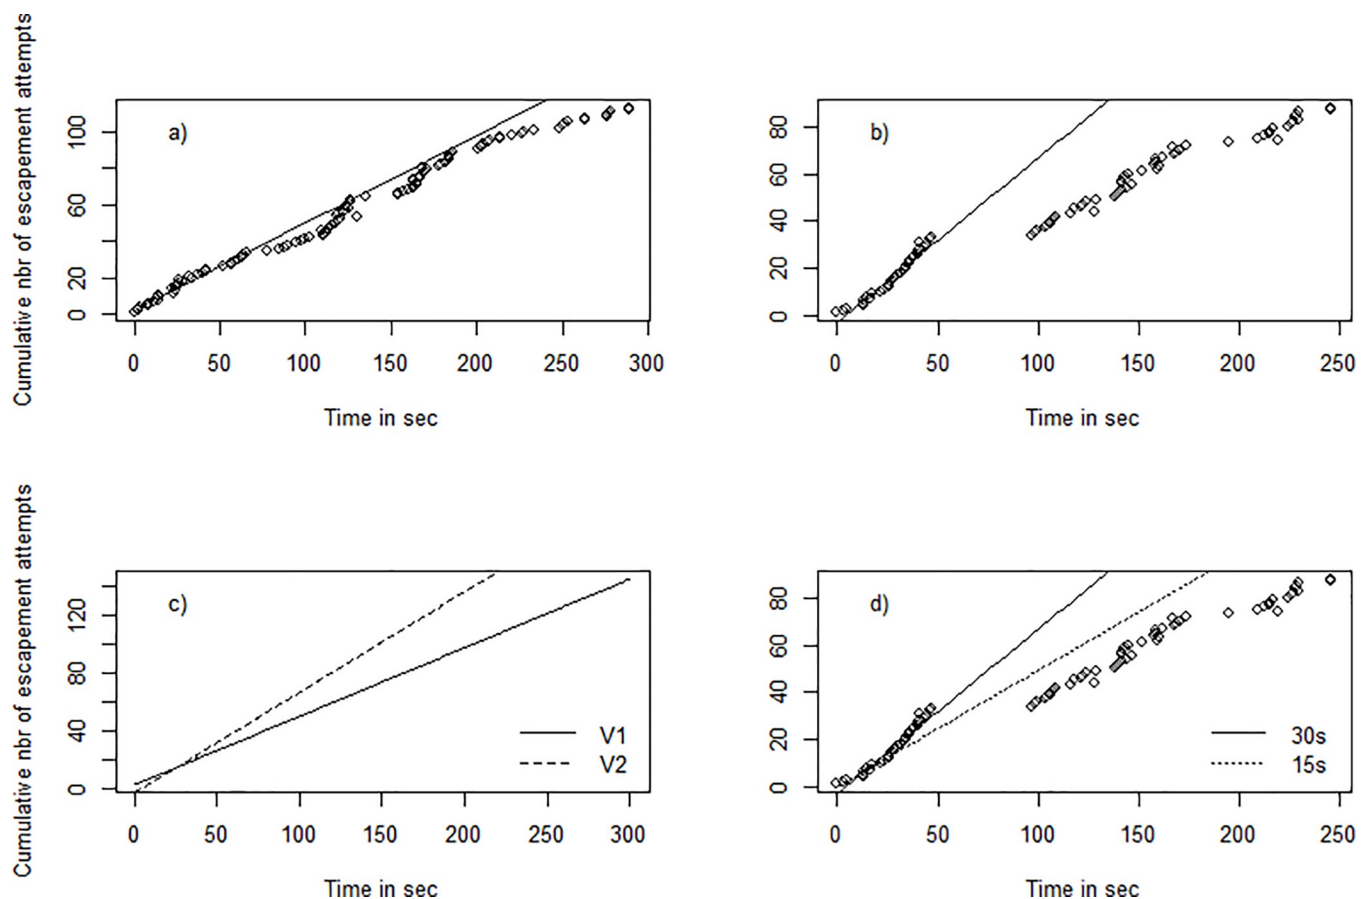 Cumulative nbr of escapement attempts
a)
0 20 60 100
0 50 100 150 200 250 300
Time in sec
b)
0 20 40 60 80
0 50 100 150 200 250
Time in sec
Cumulative nbr of escapement attempts
c)
0 40 80 120
V1
V2
0 50 100 150 200 250 300
Time in sec
d)
0 20 40 60 80
30s
15s
0 50 100 150 200 250
Time in sec